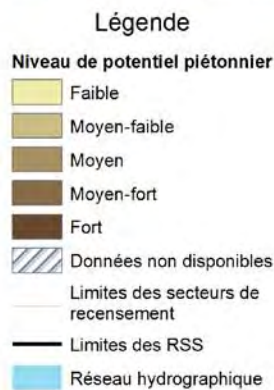 Légende
Niveau de potentiel piétonnier
Faible
Moyen-faible
Moyen
Moyen-fort
Fort
Données non disponibles
Limites des secteurs de
recensement
Limites des RSS
Réseau hydrographique